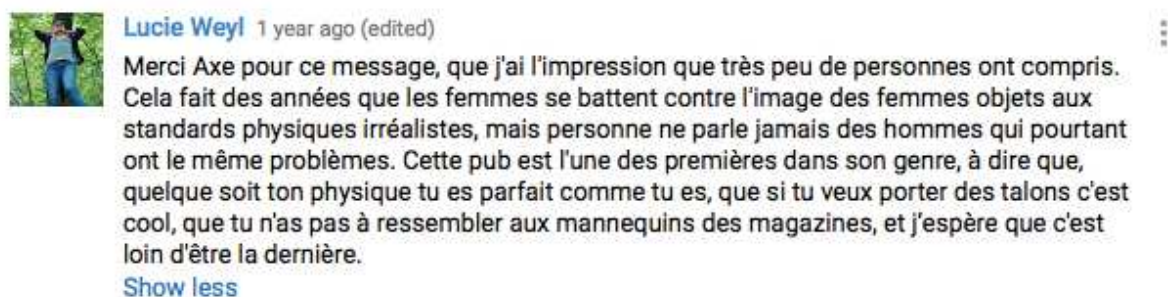 Lucie Weyl 1 year ago (edited)
Merci Axe pour ce message, que j'ai l'impression que très peu de personnes ont compris.
Cela fait des années que les femmes se battent contre l'image des femmes objets aux
standards physiques irréalistes, mais personne ne parle jamais des hommes qui pourtant
ont le même problèmes. Cette pub est l'une des premières dans son genre, à dire que,
quelque soit ton physique tu es parfait comme tu es, que si tu veux porter des talons c'est
cool, que tu n'as pas à ressembler aux mannequins des magazines, et j'espère que c'est
loin d'être la dernière.
Show less